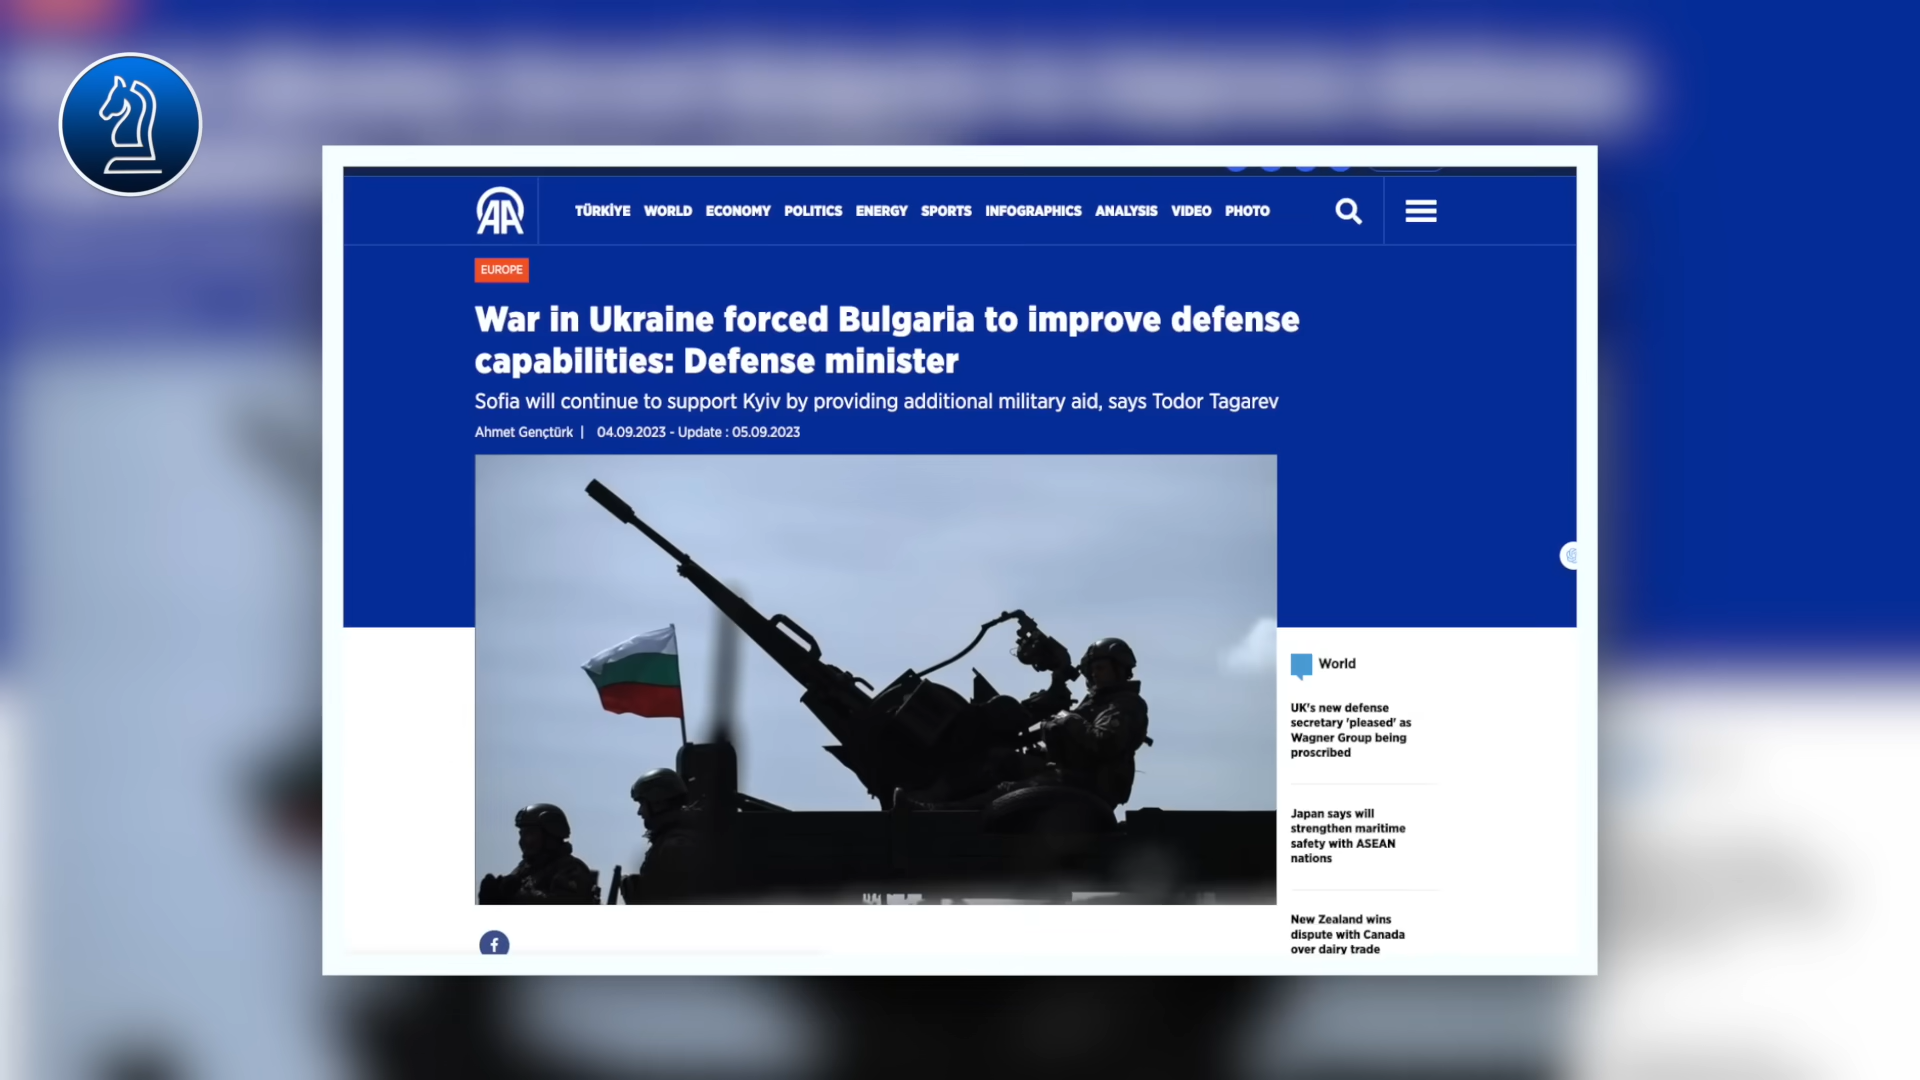 AA
TÜRKİYE WORLD ECONOMY POLITICS ENERGY SPORTS INFOGRAPHICS ANALYSIS VIDEO PHOTO
EUROPE
War in Ukraine forced Bulgaria to improve defense
capabilities: Defense minister
Sofia will continue to support Kyiv by providing additional military aid, says Todor Tagarev
Ahmet Gençtürk | 04.09.2023 - Update : 05.09.2023
World
UK's new defense
secretary 'pleased' as
Wagner Group being
proscribed
Japan says will
strengthen maritime
safety with ASEAN
nations
New Zealand wins
dispute with Canada
over dairy trade